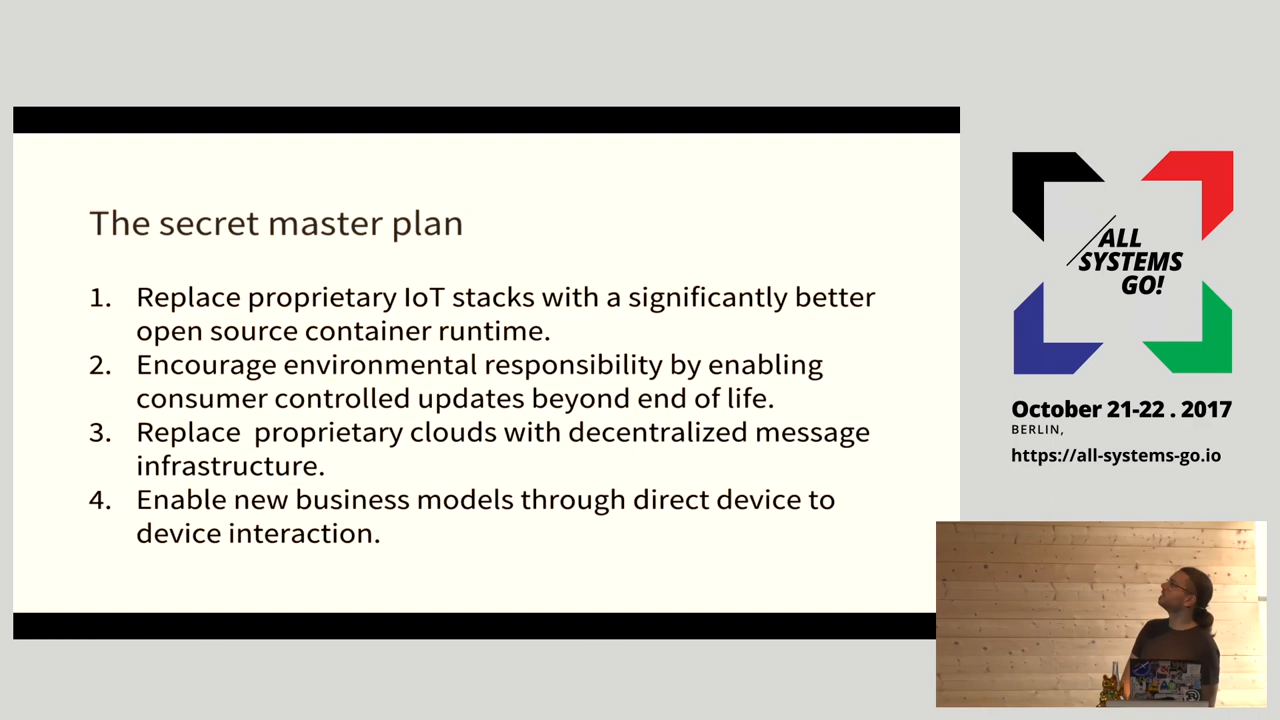 The secret master plan
1. Replace proprietary IoT stacks with a significantly better
open source container runtime.
2. Encourage environmental responsibility by enabling
consumer controlled updates beyond end of life.
3. Replace  proprietary clouds with decentralized message
infrastructure.
4. Enable new business models through direct device to
device interaction.
ALL
SYSTEMS
GO!
October 21-22 . 2017
BERLIN,
https://all-systems-go.io